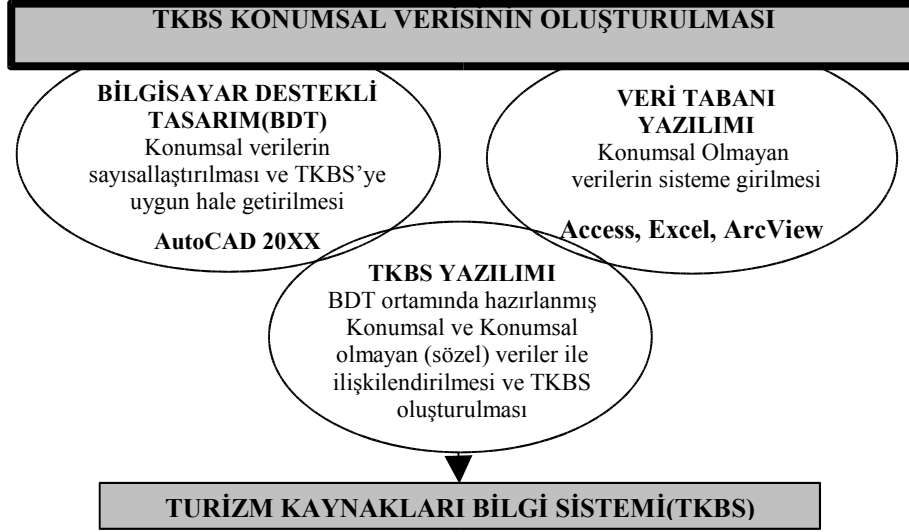 TKBS KONUMSAL VERİSİNİN OLUŞTURULMASI
BİLGİSAYAR DESTEKLİ
TASARIM(BDT)
Konumsal verilerin
sayısallaştırılması ve TKBS’ye
uygun hale getirilmesi
AutoCAD 20XX
VERİ TABANI
YAZILIMI
Konumsal Olmayan
verilerin sisteme girilmesi
Access, Excel, ArcView
TKBS YAZILIMI
BDT ortamında hazırlanmış
Konumsal ve Konumsal
olmayan (sözel) veriler ile
ilişkilendirilmesi ve TKBS
oluşturulması
TURİZM KAYNAKLARI BİLGİ SİSTEMİ(TKBS)